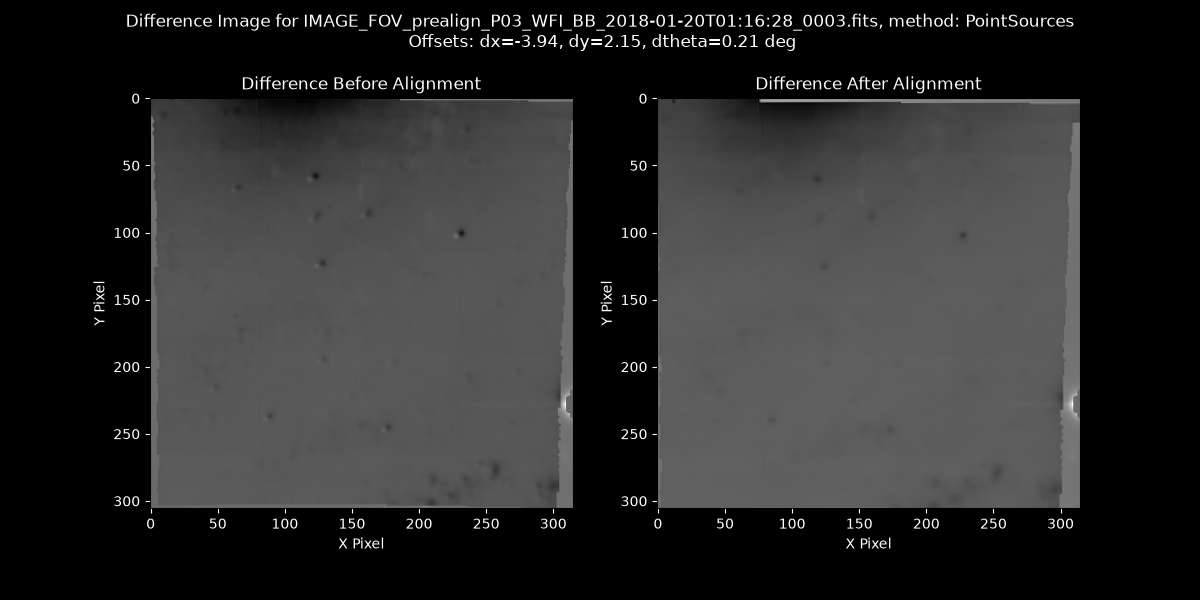 Difference Image for IMAGE_FOV_prealign_P03_WFI_BB_2018-01-20T01:16:28_0003.fits, method: PointSources
Offsets: dx=-3.94, dy=2.15, dtheta=0.21 deg
Difference Before Alignment
0
50
100
150
200
250
300
Y Pixel
0 50 100 150 200 250 300
X Pixel
Difference After Alignment
0
50
100
150
200
250
300
Y Pixel
0 50 100 150 200 250 300
X Pixel